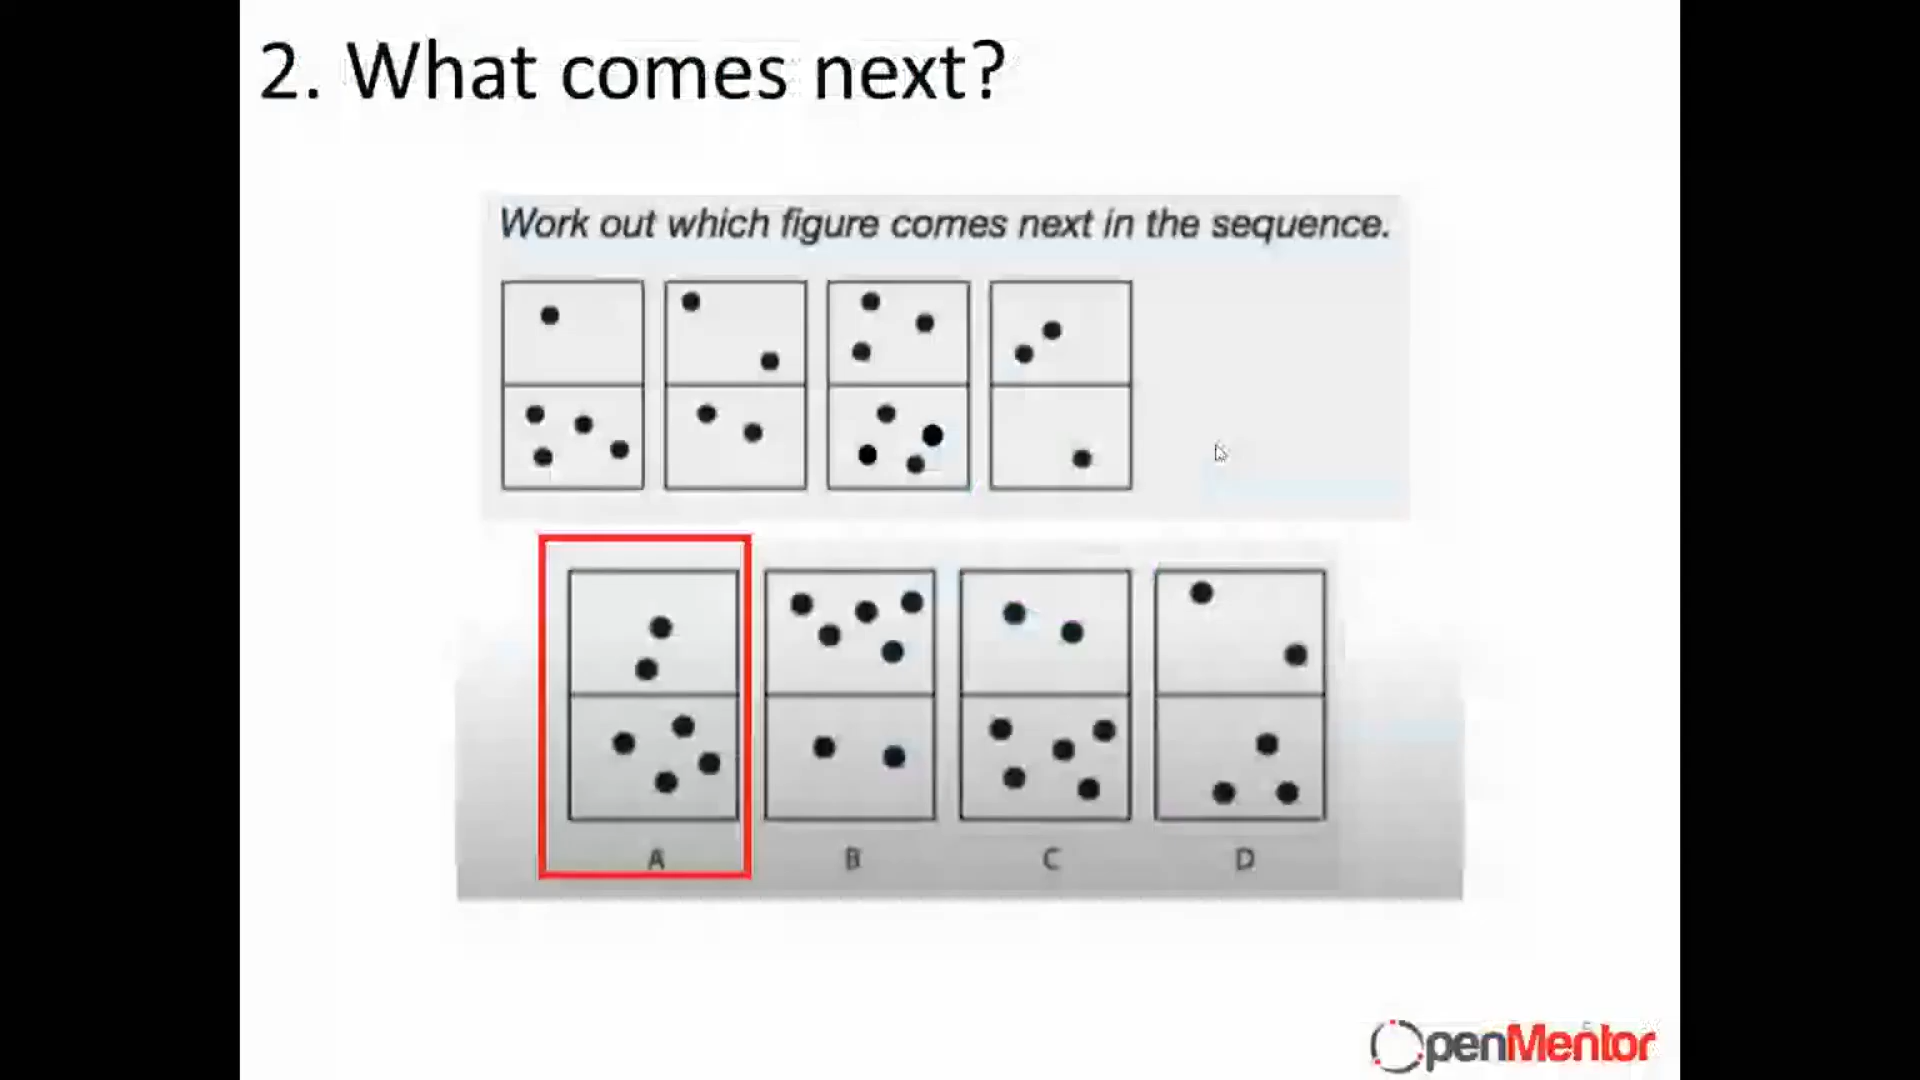 2. What comes next?
Work out which figure comes next in the sequence.
A B C D
OpenMentor